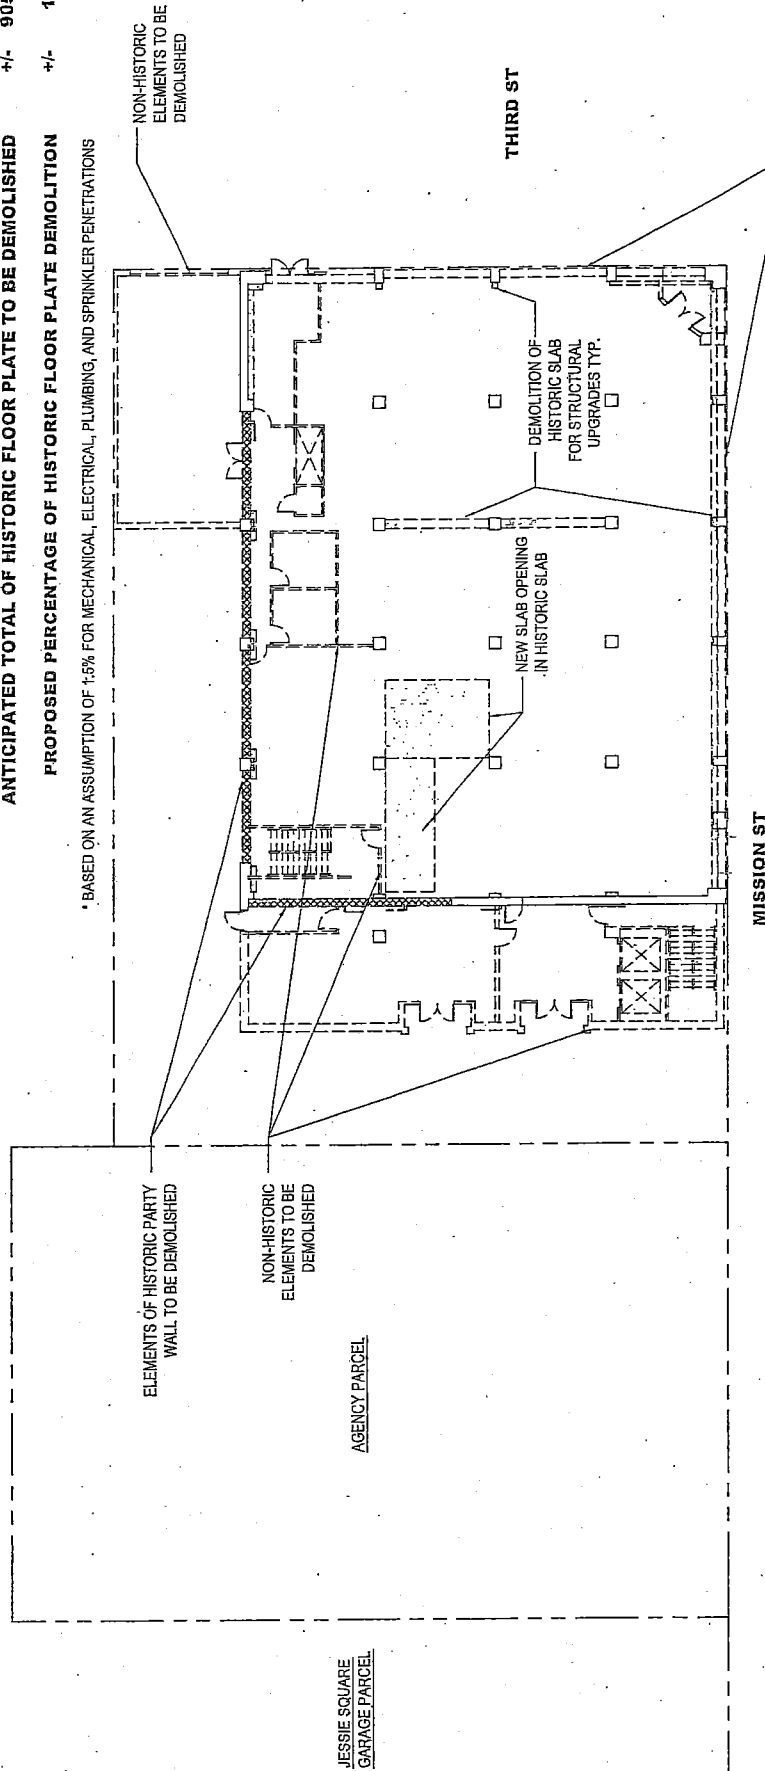 ANTICIPATED TOTAL OF HISTORIC FLOOR PLATE TO BE DEMOLISHED +/-
PROPOSED PERCENTAGE OF HISTORIC FLOOR PLATE DEMOLITION +/-
* BASED ON AN ASSUMPTION OF 1.5% FOR MECHANICAL, ELECTRICAL, PLUMBING, AND SPRINKLER PENETRATIONS
NON-HISTORIC
ELEMENTS TO BE
DEMOLISHED
THIRD ST
DEMOLITION OF
HISTORIC SLAB
FOR STRUCTURAL
UPGRADES TYP.
NEW SLAB OPENING
IN HISTORIC SLAB
MISSION ST
ELEMENTS OF HISTORIC PARTY
WALL TO BE DEMOLISHED
NON-HISTORIC
ELEMENTS TO BE
DEMOLISHED
AGENCY PARCEL
JESSIE SQUARE
GARAGE PARCEL